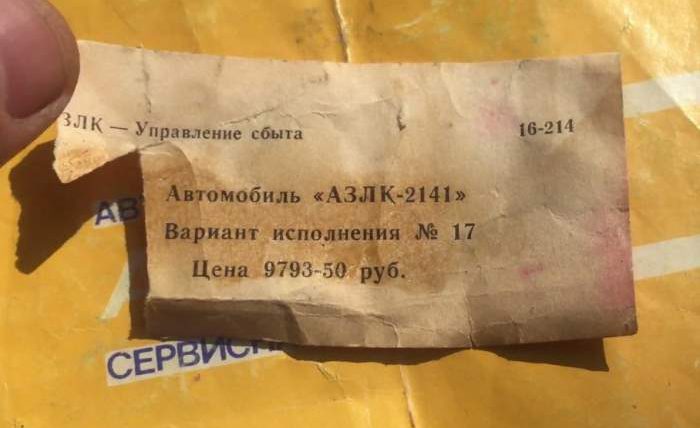 ЗЛК — Управление сбыта 16-214
Автомобиль «АЗЛК-2141»
Вариант исполнения № 17
Цена 9793-50 руб.
АВ
СЕРВИСН